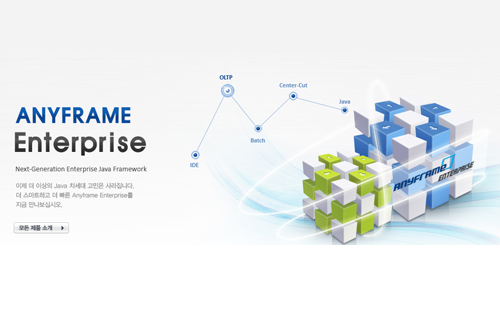 OLTP
Center-Cut
Java
Batch
IDE
ANYFRAME
Enterprise
Next-Generation Enterprise Java Framework
이제 더 이상의 Java 차세대 고민은 사라집니다.
더 스마트하고 더 빠른 Anyframe Enterprise를
지금 만나보십시오.
모든 제품 소개
ANYFRAME
ENTERPRISE